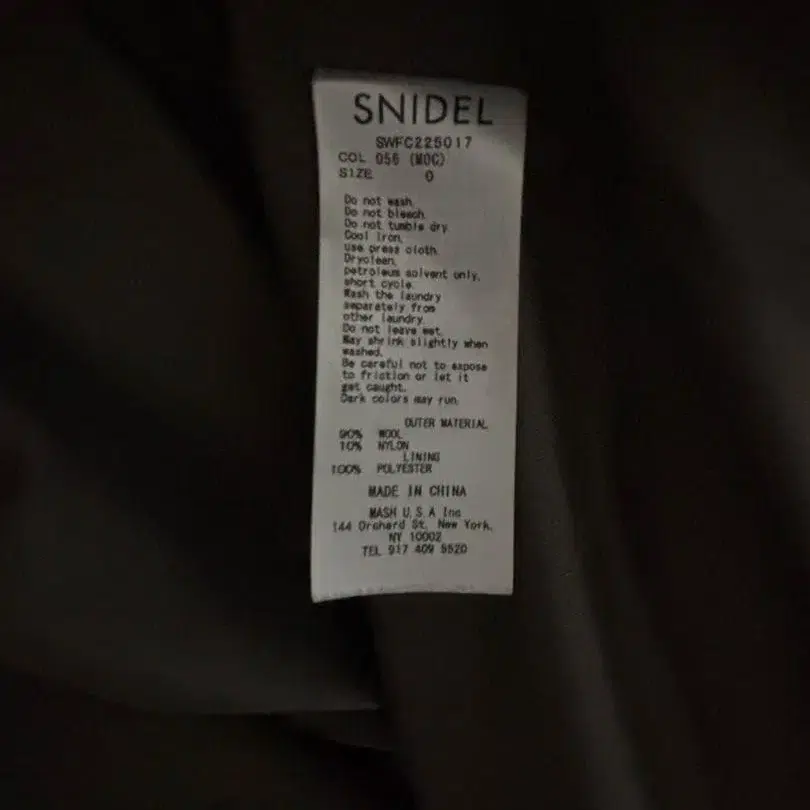 SNIDEL
SWFC225017
COL 056 (MOC)
SIZE 0
Do not wash.
Do not bleach.
Do not tumble dry.
Cool iron,
use press cloth.
Dryclean,
petroleum solvent only,
short cycle.
Wash the laundry
separately from
other laundry.
Do not leave wet.
May shrink slightly when
washed.
Be careful not to expose
to friction or let it
get caught.
Dark colors may run.
OUTER MATERIAL
90% WOOL
10% NYLON
LINING
100% POLYESTER
MADE IN CHINA
MASH U.S.A Inc
144 Orchard St, New York,
NY 10002
TEL 917 409 5520